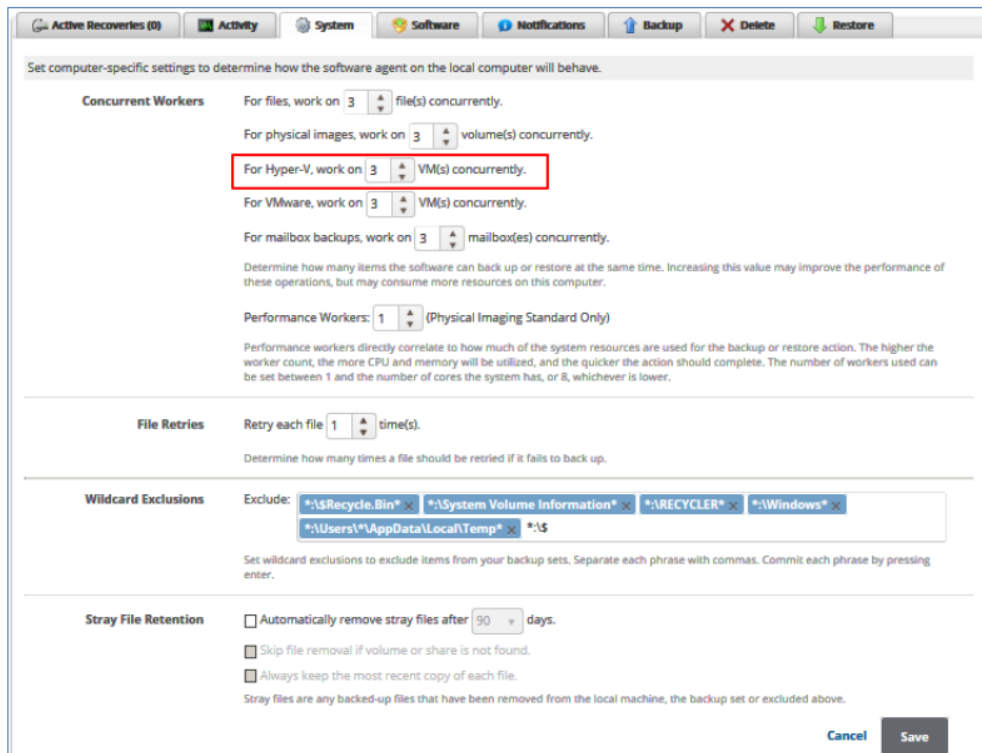 Active Recoveries (0) Activity System Software Notifications Backup Delete Restore
Set computer-specific settings to determine how the software agent on the local computer will behave.
Concurrent Workers For files, work on 3 file(s) concurrently.
For physical images, work on 3 volume(s) concurrently.
For Hyper-V, work on 3 VM(s) concurrently.
For VMware, work on 3 VM(s) concurrently.
For mailbox backups, work on 3 mailbox(es) concurrently.
Determine how many items the software can back up or restore at the same time. Increasing this value may improve the performance of
these operations, but may consume more resources on this computer.
Performance Workers: 1 (Physical Imaging Standard Only)
Performance workers directly correlate to how much of the system resources are used for the backup or restore action. The higher the
worker count, the more CPU and memory will be utilized, and the quicker the action should complete. The number of workers used can
be set between 1 and the number of cores the system has, or 8, whichever is lower.
File Retries Retry each file 1 time(s).
Determine how many times a file should be retried if it fails to back up.
Wildcard Exclusions Exclude: *:\$Recycle.Bin* × *:\System Volume Information* × *:\RECYCLER* × *:\Windows* ×
*:\Users\*\AppData\Local\Temp* × *:\$
Set wildcard exclusions to exclude items from your backup sets. Separate each phrase with commas. Commit each phrase by pressing
enter.
Stray File Retention Automatically remove stray files after 90 days.
Skip file removal if volume or share is not found.
Always keep the most recent copy of each file.
Stray files are any backed-up files that have been removed from the local machine, the backup set or excluded above.
Cancel Save